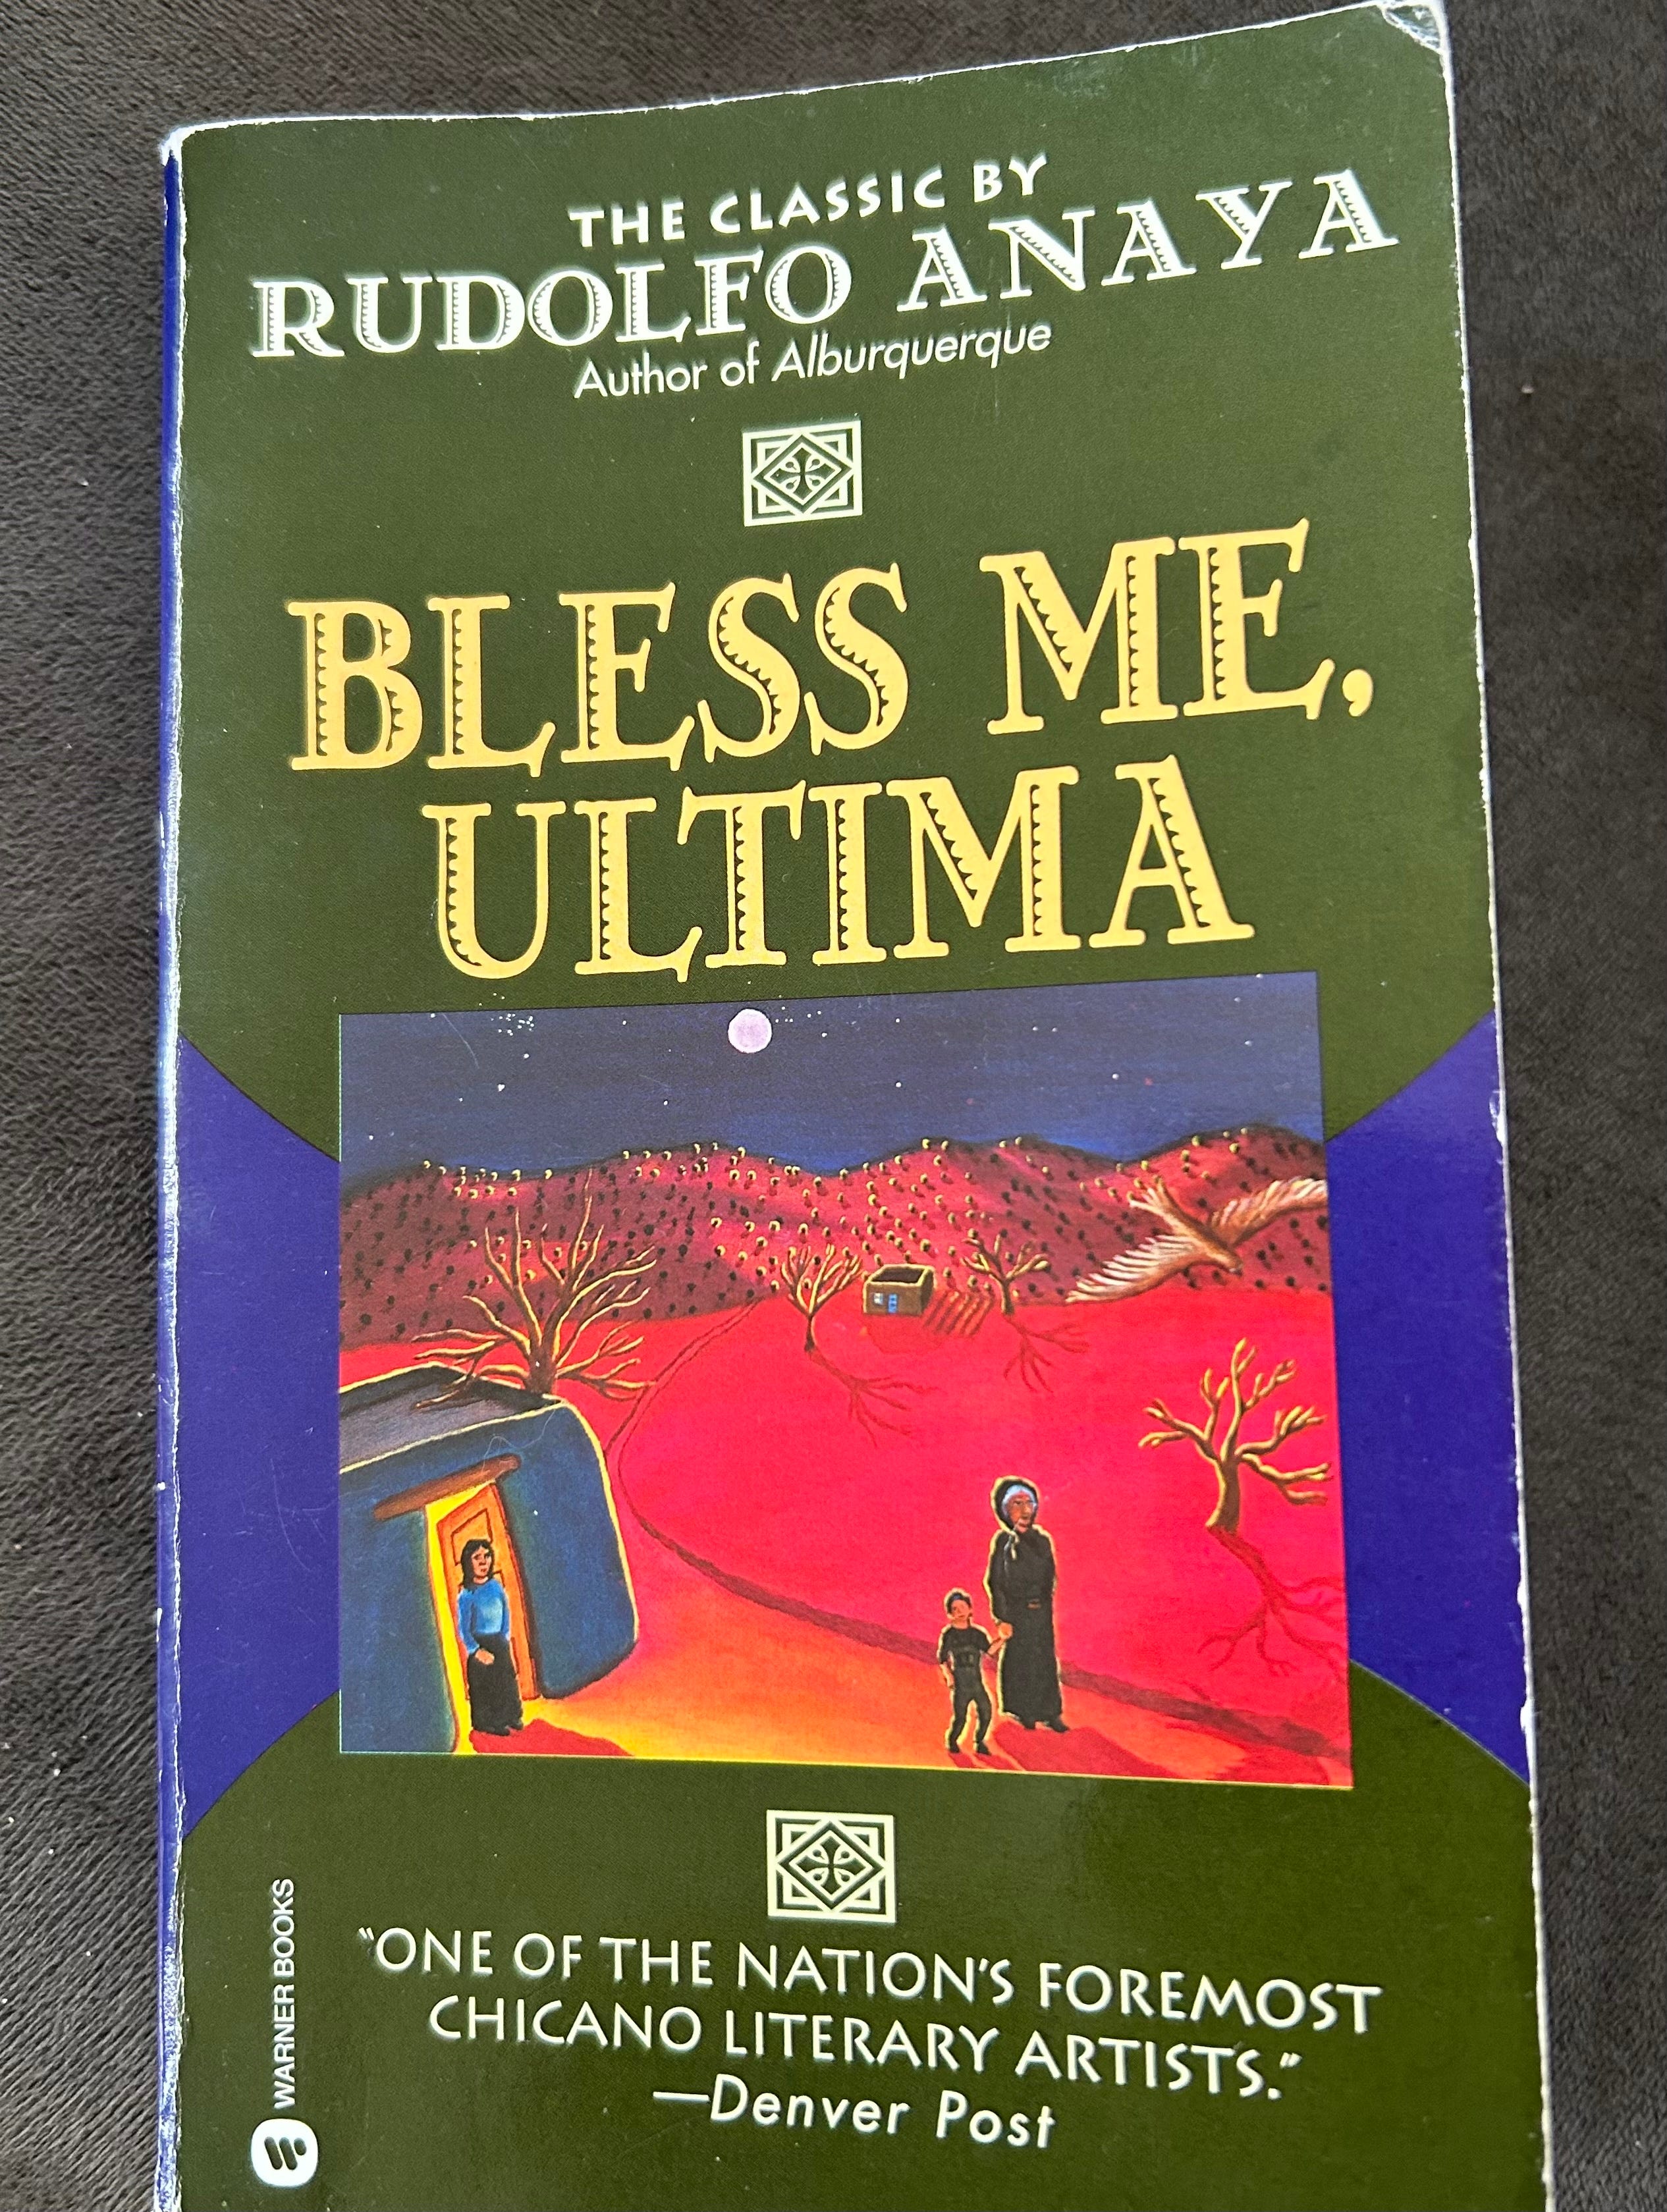 THE CLASSIC BY
RUDOLFO ANAYA
Author of Alburquerque
BLESS ME,
ULTIMA
WARNER BOOKS
"ONE OF THE NATION'S FOREMOST
CHICANO LITERARY ARTISTS."
—Denver Post